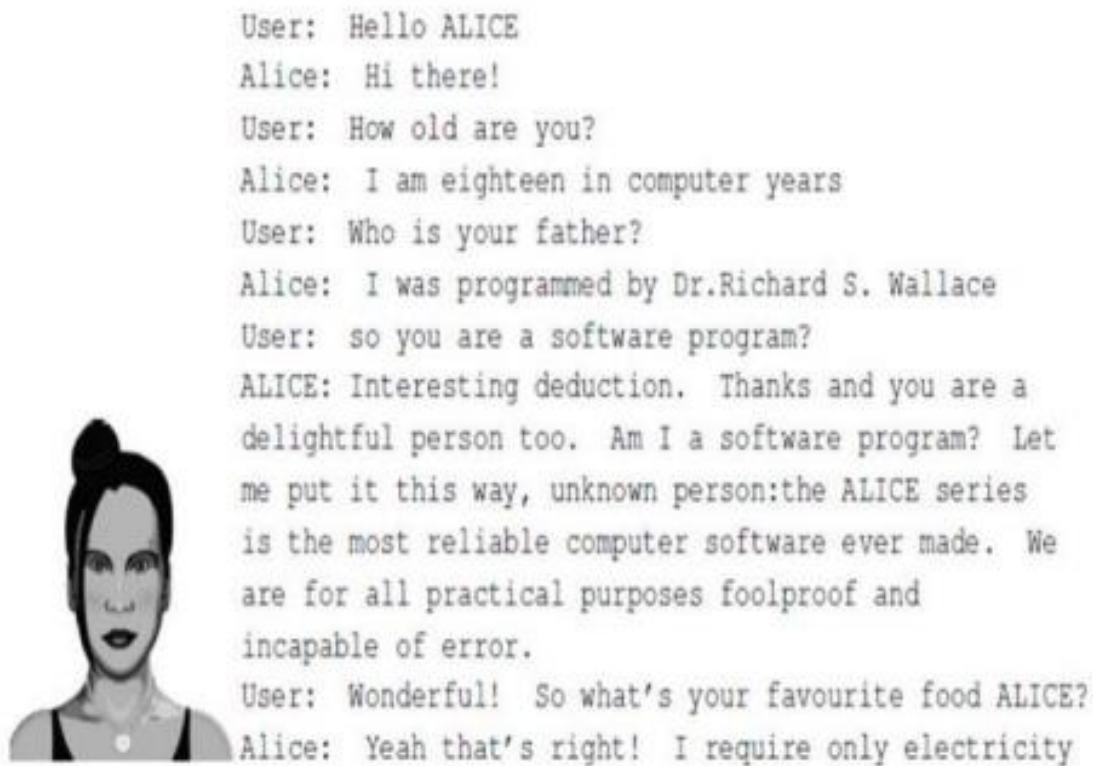 User: Hello ALICE
Alice: Hi there!
User: How old are you?
Alice: I am eighteen in computer years
User: Who is your father?
Alice: I was programmed by Dr.Richard S. Wallace
User: so you are a software program?
ALICE: Interesting deduction. Thanks and you are a
delightful person too. Am I a software program? Let
me put it this way, unknown person:the ALICE series
is the most reliable computer software ever made. We
are for all practical purposes foolproof and
incapable of error.
User: Wonderful! So what's your favourite food ALICE?
Alice: Yeah that's right! I require only electricity